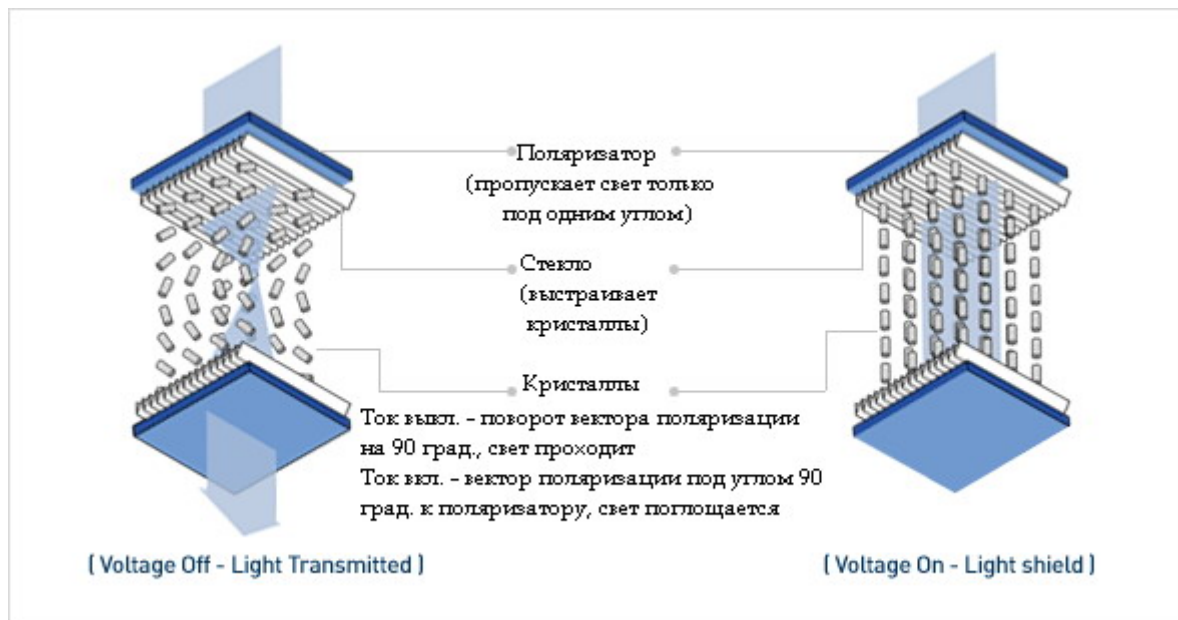 Поляризатор
(пропускает свет только
под одним углом)
Стекло
(выстраивает
кристаллы)
Кристаллы
Ток выкл. - поворот вектора поляризации
на 90 град., свет проходит
Ток вкл. - вектор поляризации под углом 90
град. к поляризатору, свет поглощается
( Voltage Off - Light Transmitted )
( Voltage On - Light shield )